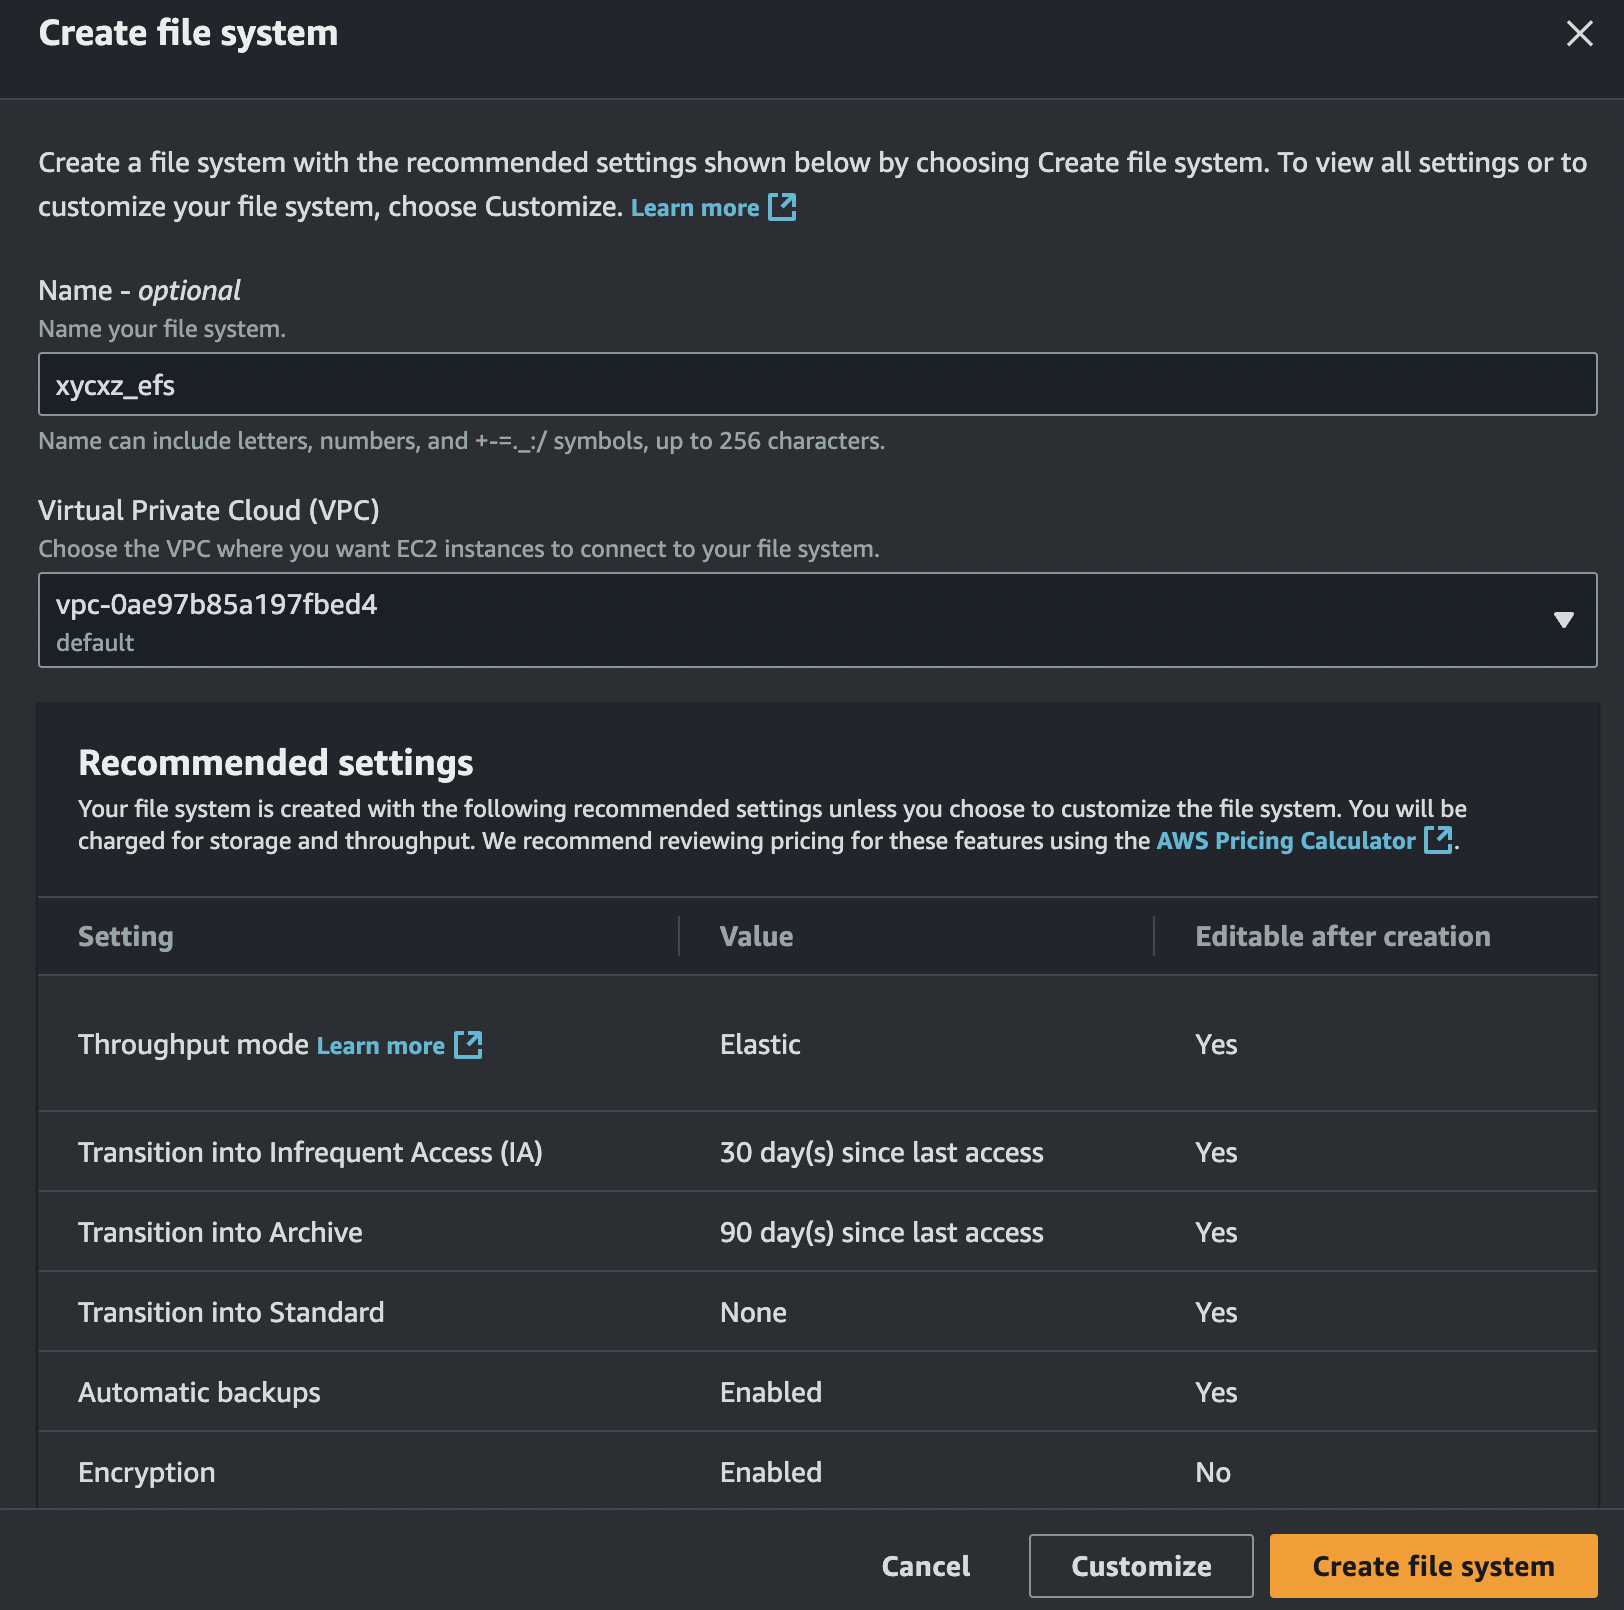 Create file system
Create a file system with the recommended settings shown below by choosing Create file system. To view all settings or to
customize your file system, choose Customize. Learn more
Name - optional
Name your file system.
xycxz_efs
Name can include letters, numbers, and +-=._:/ symbols, up to 256 characters.
Virtual Private Cloud (VPC)
Choose the VPC where you want EC2 instances to connect to your file system.
vpc-0ae97b85a197fbed4
default
Recommended settings
Your file system is created with the following recommended settings unless you choose to customize the file system. You will be
charged for storage and throughput. We recommend reviewing pricing for these features using the AWS Pricing Calculator.
Setting Value Editable after creation
Throughput mode Learn more Elastic Yes
Transition into Infrequent Access (IA) 30 day(s) since last access Yes
Transition into Archive 90 day(s) since last access Yes
Transition into Standard None Yes
Automatic backups Enabled Yes
Encryption Enabled No
Cancel Customize Create file system